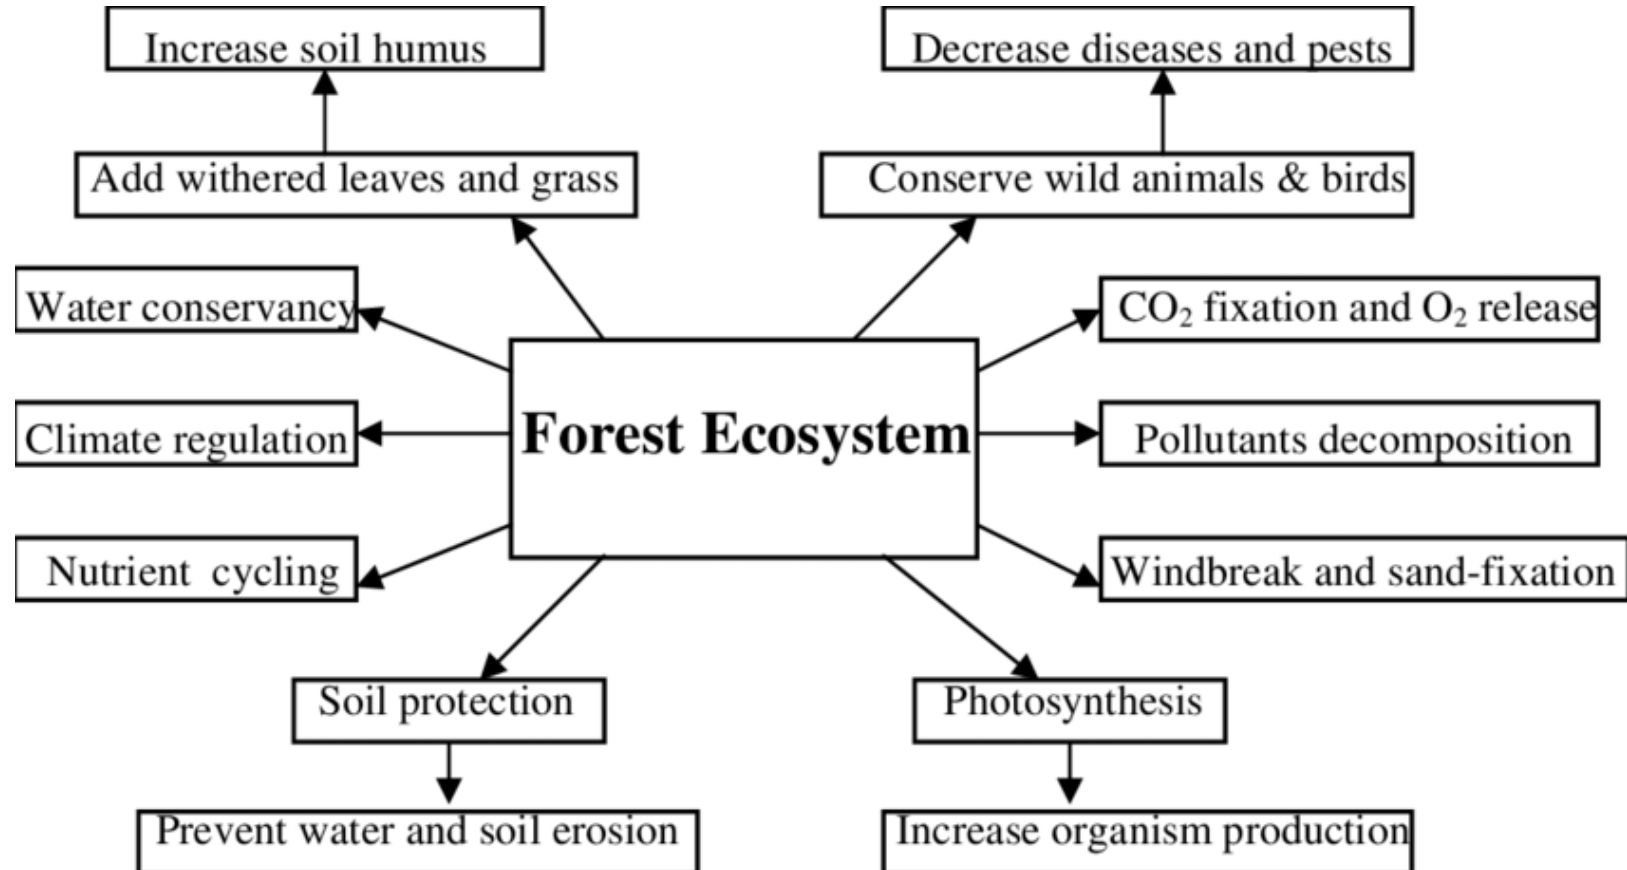 Increase soil humus
Decrease diseases and pests
Add withered leaves and grass
Conserve wild animals & birds
Water conservancy
CO₂ fixation and O₂ release
Forest Ecosystem
Climate regulation
Pollutants decomposition
Nutrient cycling
Windbreak and sand-fixation
Soil protection
Photosynthesis
Prevent water and soil erosion
Increase organism production